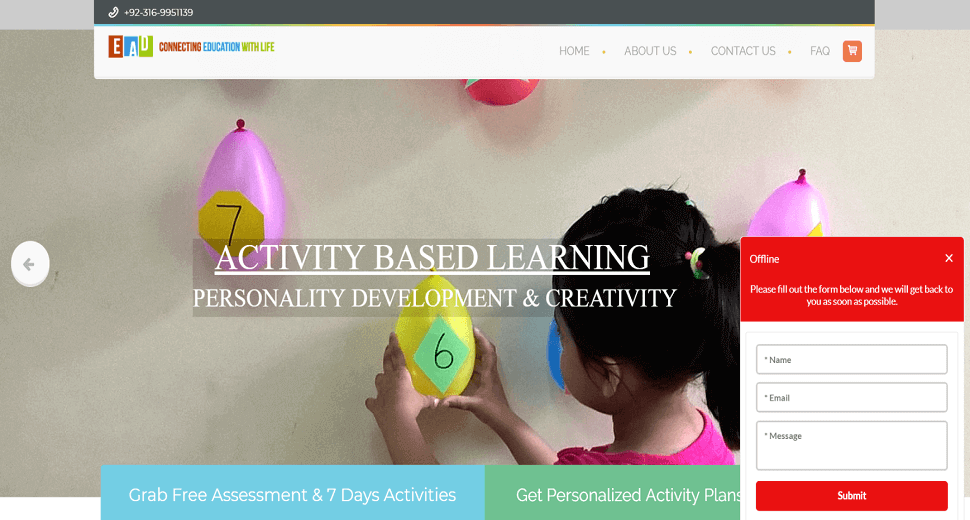 +92-316-9951139
EAD CONNECTING EDUCATION WITH LIFE
HOME • ABOUT US • CONTACT US • FAQ
7
ACTIVITY BASED LEARNING
PERSONALITY DEVELOPMENT & CREATIVITY
6
Offline
Please fill out the form below and we will get back to
you as soon as possible.
* Name
* Email
* Message
Submit
Grab Free Assessment & 7 Days Activities
Get Personalized Activity Plans